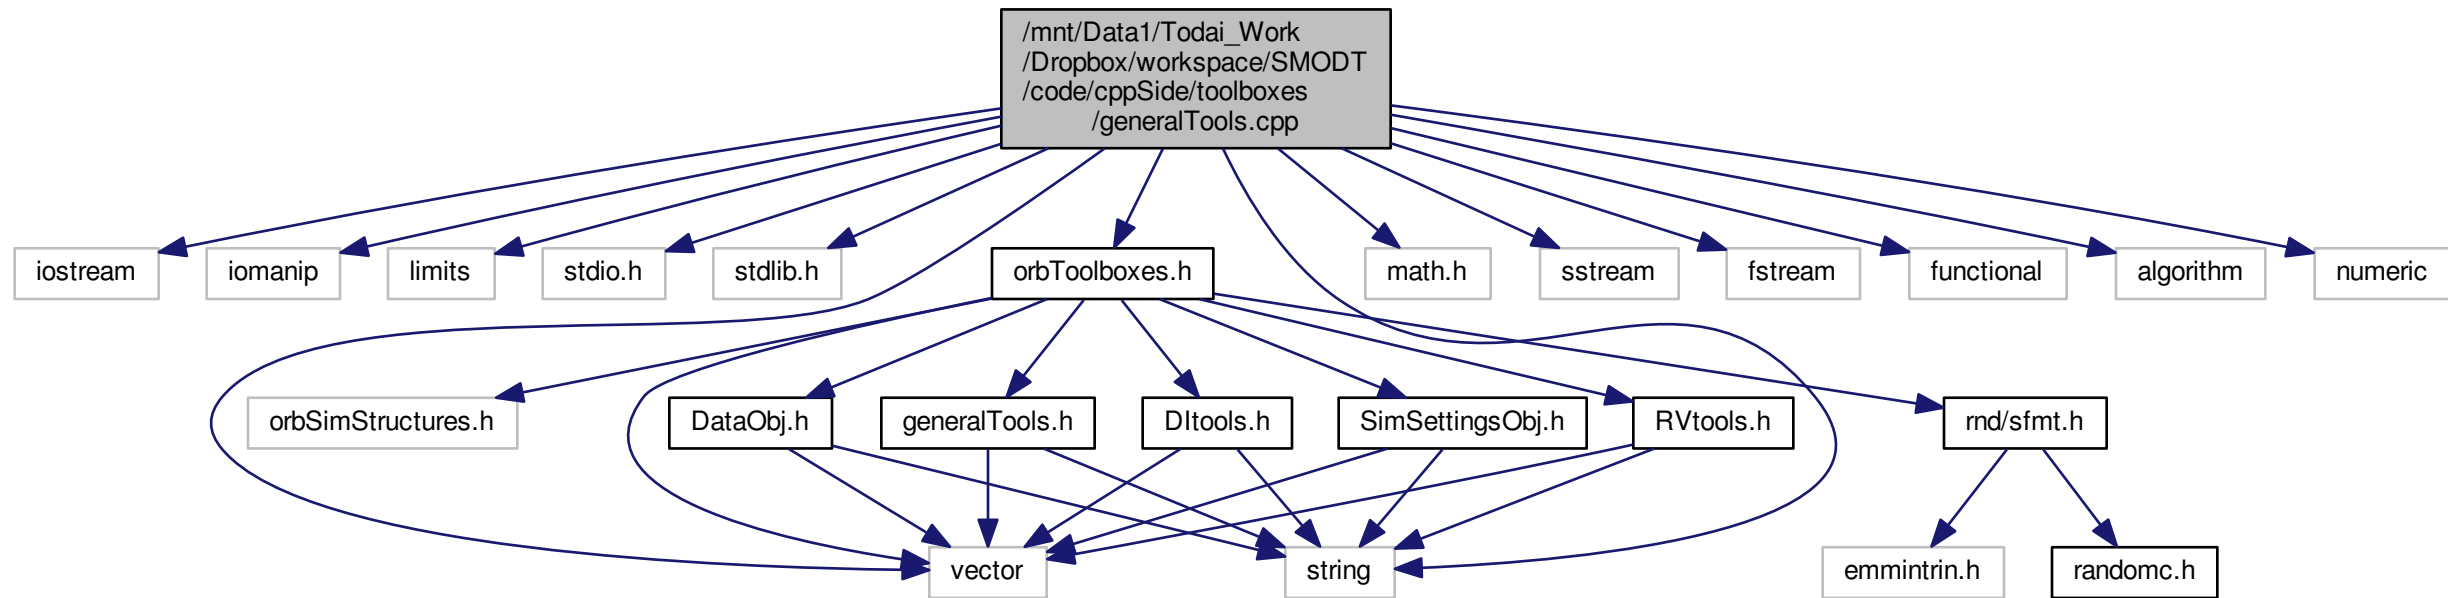 /mnt/Data1/Todai_Work
/Dropbox/workspace/SMODT
/code/cppSide/toolboxes
/generalTools.cpp
iostream
iomanip
limits
stdio.h
stdlib.h
orbToolboxes.h
math.h
sstream
fstream
functional
algorithm
numeric
orbSimStructures.h
DataObj.h
generalTools.h
DItools.h
SimSettingsObj.h
RVtools.h
rnd/sfmt.h
vector
string
emmintrin.h
randomc.h